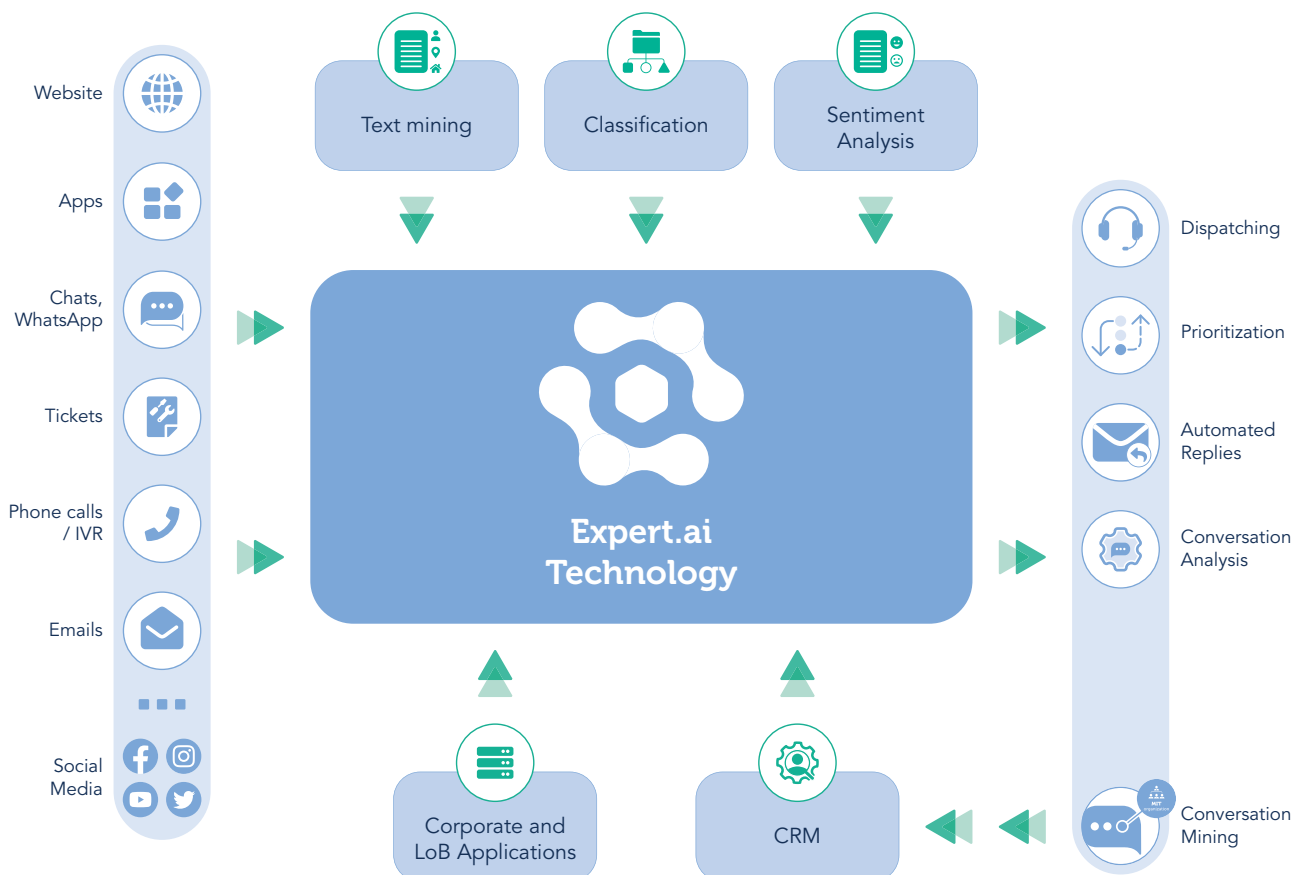 Website
Apps
Chats,
WhatsApp
Tickets
Phone calls
/ IVR
Emails
Social
Media
Text mining
Classification
Sentiment
Analysis
Expert.ai
Technology
Corporate and
LoB Applications
CRM
Dispatching
Prioritization
Automated
Replies
Conversation
Analysis
Conversation
Mining